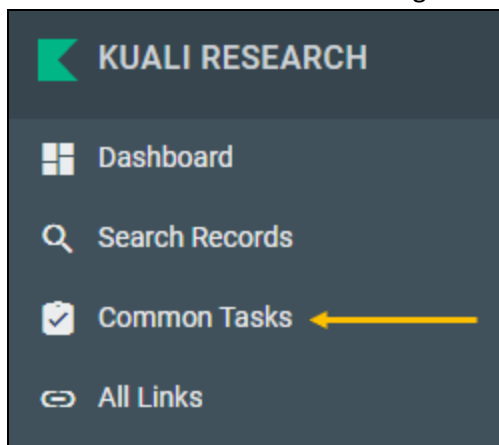 KUALI RESEARCH
Dashboard
Search Records
Common Tasks
All Links